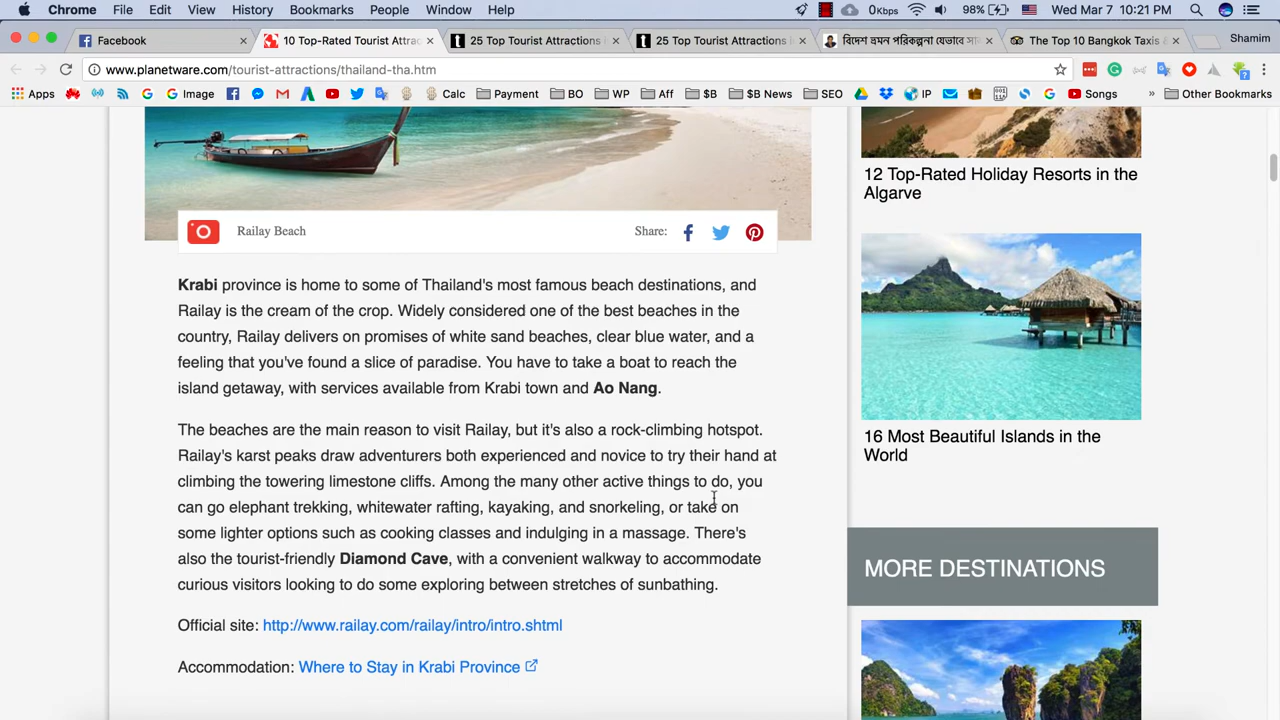 Chrome File Edit View History Bookmarks People Window Help 0Kbps 98% Wed Mar 7 10:21 PM
Facebook × 10 Top-Rated Tourist Attrac × 25 Top Tourist Attractions in × 25 Top Tourist Attractions in × বিদেশ ভ্রমন পরিকল্পনা যেভাবে সা × The Top 10 Bangkok Taxis & × Shamim
www.planetware.com/tourist-attractions/thailand-tha.htm
Apps Image Calc Payment BO WP Aff $B $B News SEO IP Songs » Other Bookmarks
12 Top-Rated Holiday Resorts in the
Algarve
Railay Beach Share:
Krabi province is home to some of Thailand's most famous beach destinations, and
Railay is the cream of the crop. Widely considered one of the best beaches in the
country, Railay delivers on promises of white sand beaches, clear blue water, and a
feeling that you've found a slice of paradise. You have to take a boat to reach the
island getaway, with services available from Krabi town and Ao Nang.
The beaches are the main reason to visit Railay, but it's also a rock-climbing hotspot.
Railay's karst peaks draw adventurers both experienced and novice to try their hand at
climbing the towering limestone cliffs. Among the many other active things to do, you
can go elephant trekking, whitewater rafting, kayaking, and snorkeling, or take on
some lighter options such as cooking classes and indulging in a massage. There's
also the tourist-friendly Diamond Cave, with a convenient walkway to accommodate
curious visitors looking to do some exploring between stretches of sunbathing.
Official site: http://www.railay.com/railay/intro/intro.shtml
Accommodation: Where to Stay in Krabi Province
16 Most Beautiful Islands in the
World
MORE DESTINATIONS